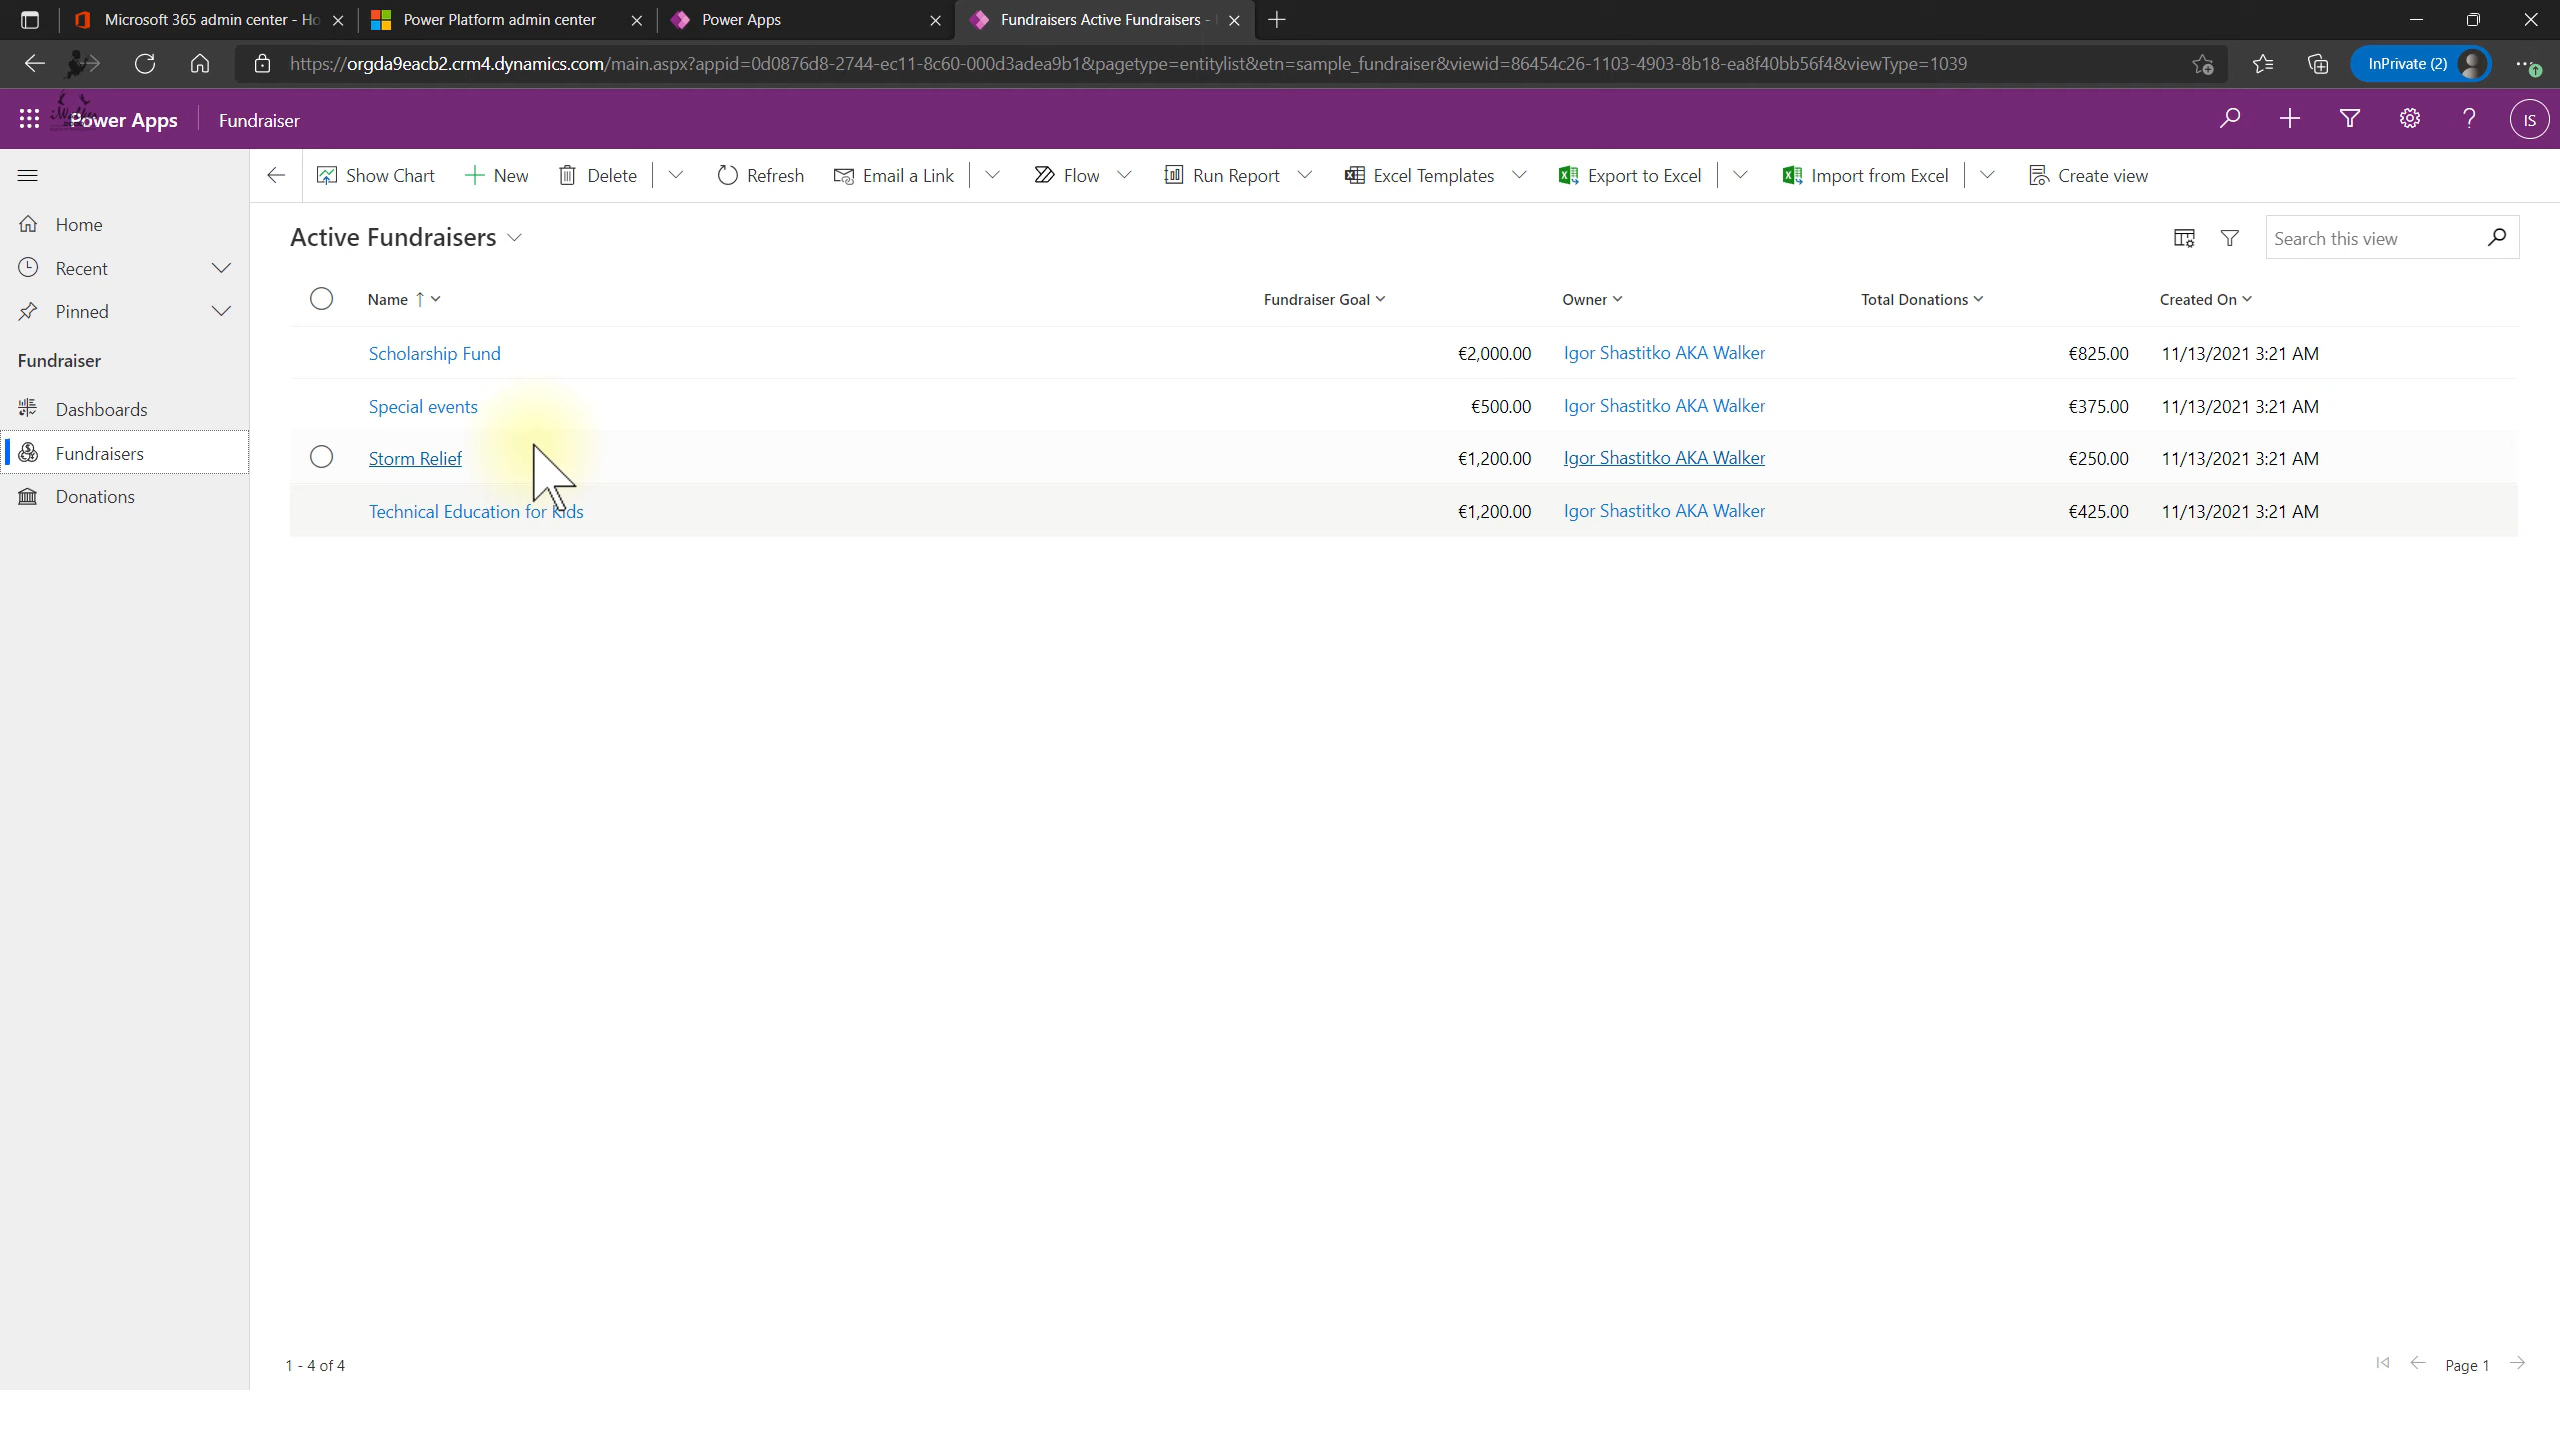 Microsoft 365 admin center - Ho
Power Platform admin center
Power Apps
Fundraisers Active Fundraisers -
https://orgda9eacb2.crm4.dynamics.com/main.aspx?appid=0d0876d8-2744-ec11-8c60-000d3adea9b1&pagetype=entitylist&etn=sample_fundraiser&viewid=86454c26-1103-4903-8b18-ea8f40bb56f4&viewType=1039
InPrivate (2)
Power Apps
Fundraiser
IS
Show Chart
New
Delete
Refresh
Email a Link
Flow
Run Report
Excel Templates
Export to Excel
Import from Excel
Create view
Home
Recent
Pinned
Fundraiser
Dashboards
Fundraisers
Donations
Active Fundraisers
Search this view
Name Fundraiser Goal Owner Total Donations Created On
Scholarship Fund €2,000.00 Igor Shastitko AKA Walker €825.00 11/13/2021 3:21 AM
Special events €500.00 Igor Shastitko AKA Walker €375.00 11/13/2021 3:21 AM
Storm Relief €1,200.00 Igor Shastitko AKA Walker €250.00 11/13/2021 3:21 AM
Technical Education for Kids €1,200.00 Igor Shastitko AKA Walker €425.00 11/13/2021 3:21 AM
1 - 4 of 4
Page 1